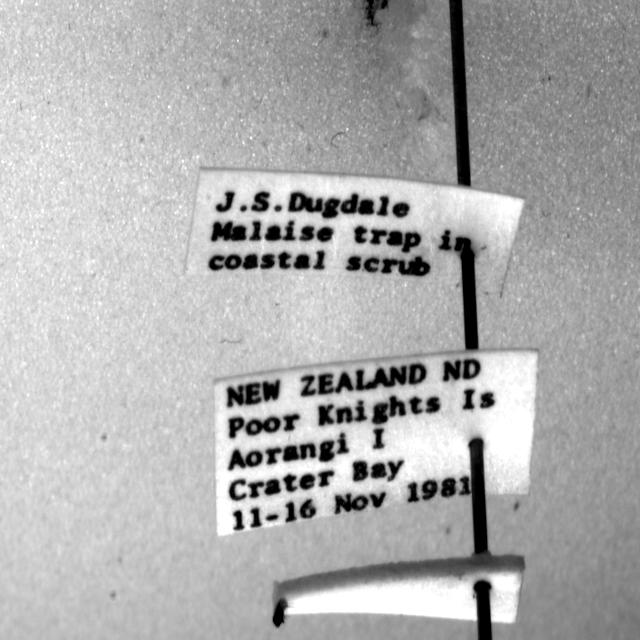 J.S.Dugdale
Malaise trap in
coastal scrub
NEW ZEALAND ND
Poor Knights Is
Aorangi I
Crater Bay
11-16 Nov 1981